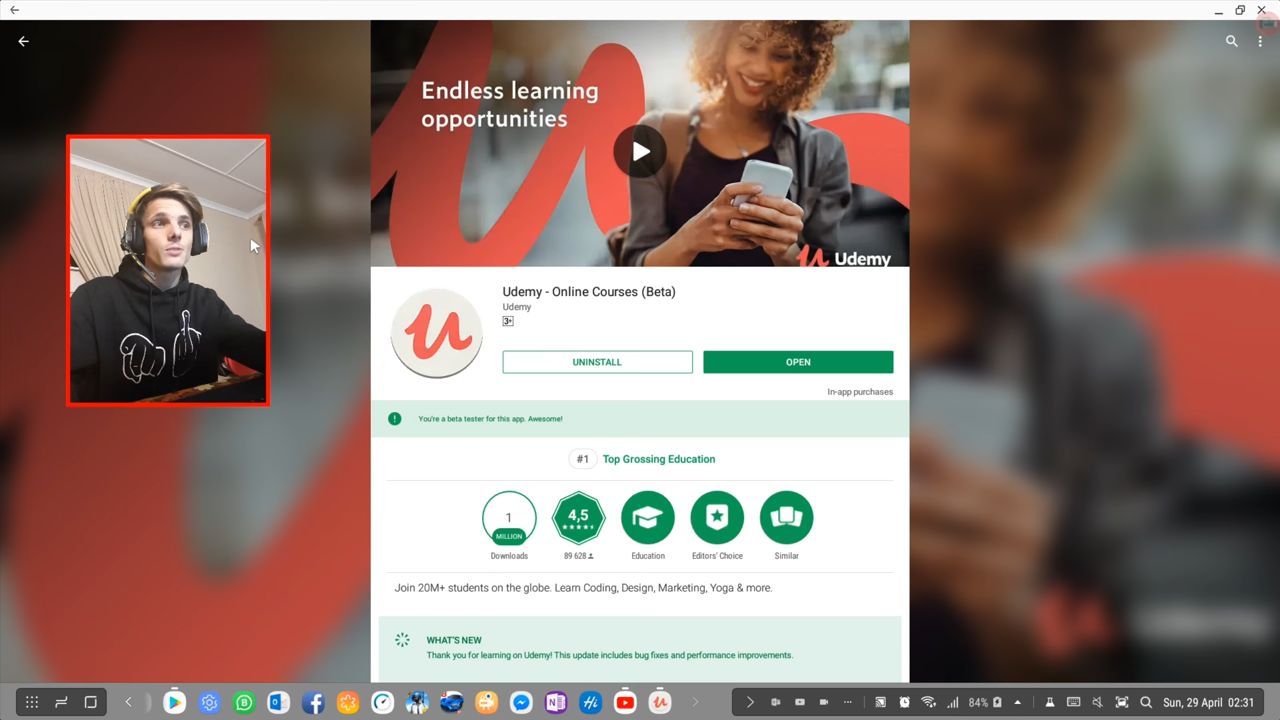 Endless learning
opportunities
Udemy
Udemy - Online Courses (Beta)
Udemy
3+
UNINSTALL
OPEN
In-app purchases
You're a beta tester for this app. Awesome!
#1 Top Grossing Education
1
MILLION
4,5
Downloads
89 628
Education
Editors' Choice
Similar
Join 20M+ students on the globe. Learn Coding, Design, Marketing, Yoga & more.
WHAT'S NEW
Thank you for learning on Udemy! This update includes bug fixes and performance improvements.
84%
Sun, 29 April 02:31